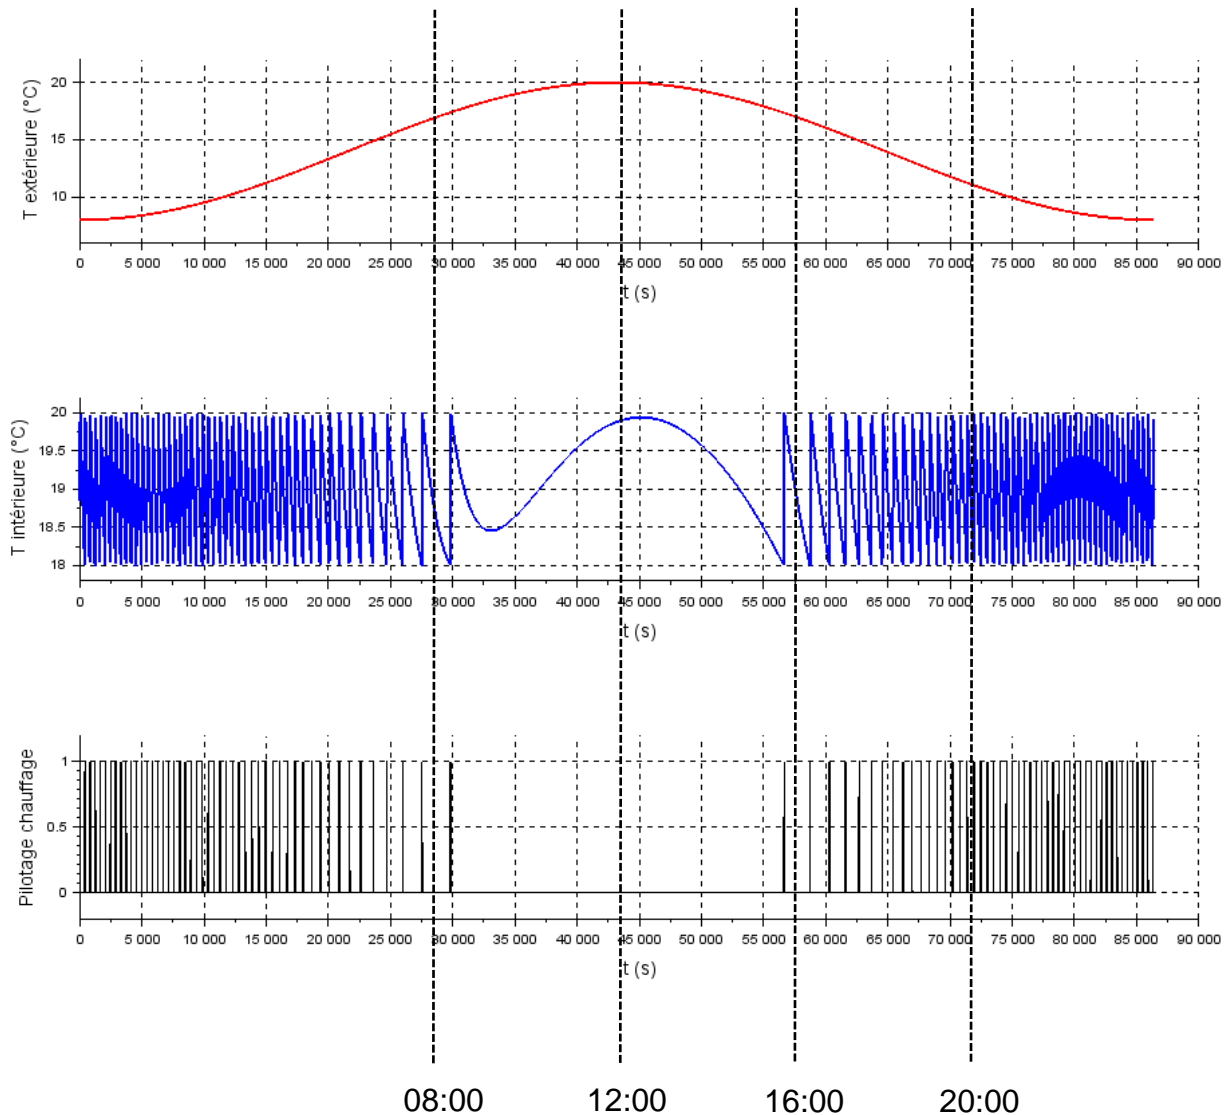 T extérieure (°C)
20
15
10
0 5 000 10 000 15 000 20 000 25 000 30 000 35 000 40 000 45 000 50 000 55 000 60 000 65 000 70 000 75 000 80 000 85 000 90 000
t (s)
T intérieure (°C)
20
19.5
19
18.5
18
0 5 000 10 000 15 000 20 000 25 000 30 000 35 000 40 000 45 000 50 000 55 000 60 000 65 000 70 000 75 000 80 000 85 000 90 000
t (s)
Pilotage chauffage
1
0.5
0
0 5 000 10 000 15 000 20 000 25 000 30 000 35 000 40 000 45 000 50 000 55 000 60 000 65 000 70 000 75 000 80 000 85 000 90 000
t (s)
08:00 12:00 16:00 20:00